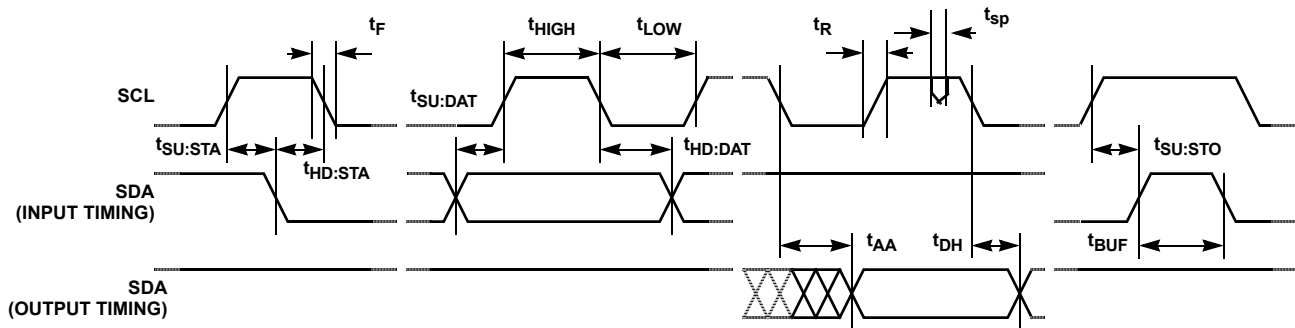 tF
tHIGH
tLOW
tR
tsp
SCL
tSU:DAT
tSU:STA
tHD:STA
tHD:DAT
tSU:STO
SDA
(INPUT TIMING)
tAA
tDH
tBUF
SDA
(OUTPUT TIMING)